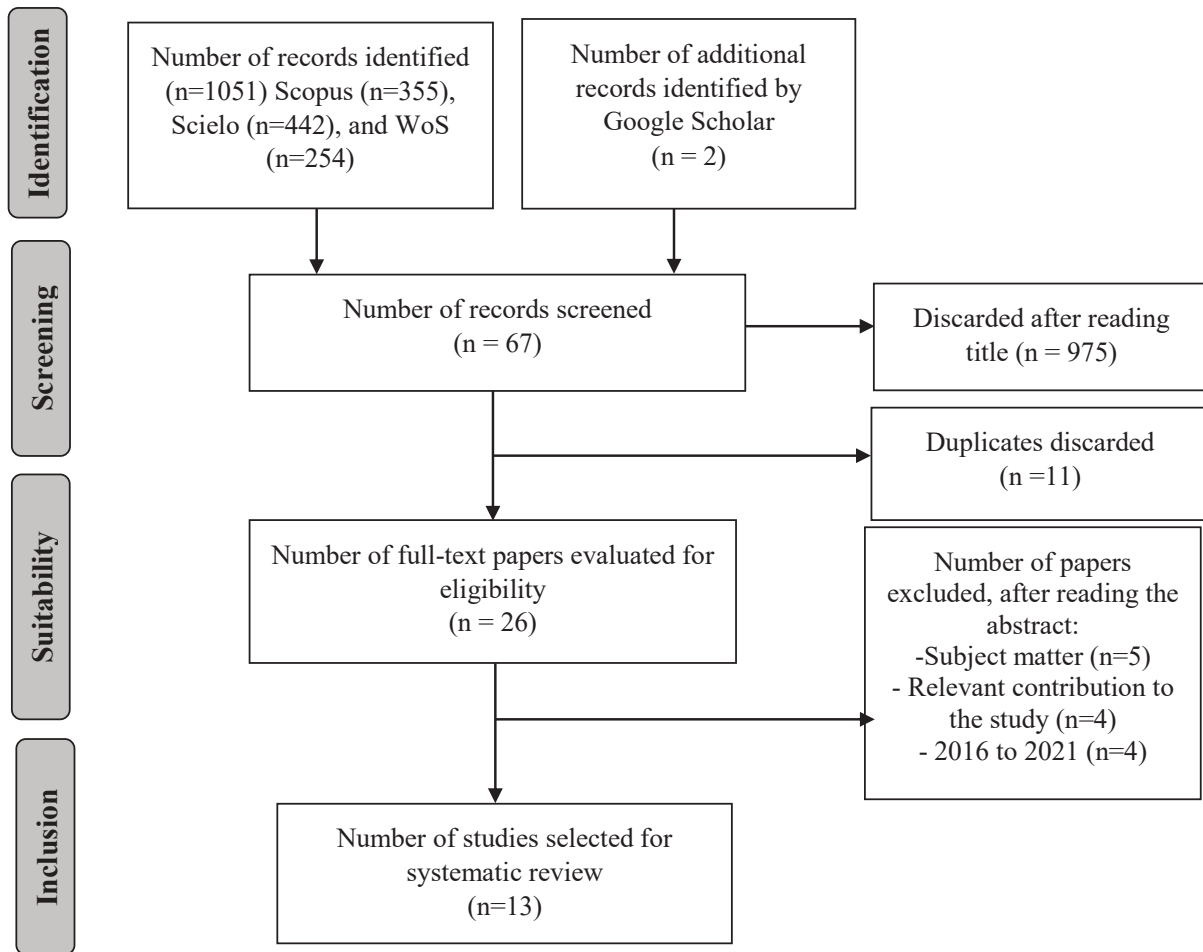 Identification
Number of records identified
(n=1051) Scopus (n=355),
Scielo (n=442), and WoS
(n=254)
Number of additional
records identified by
Google Scholar
(n = 2)
Screening
Number of records screened
(n = 67)
Discarded after reading
title (n = 975)
Duplicates discarded
(n =11)
Suitability
Number of full-text papers evaluated for
eligibility
(n = 26)
Number of papers
excluded, after reading the
abstract:
-Subject matter (n=5)
- Relevant contribution to
the study (n=4)
- 2016 to 2021 (n=4)
Inclusion
Number of studies selected for
systematic review
(n=13)